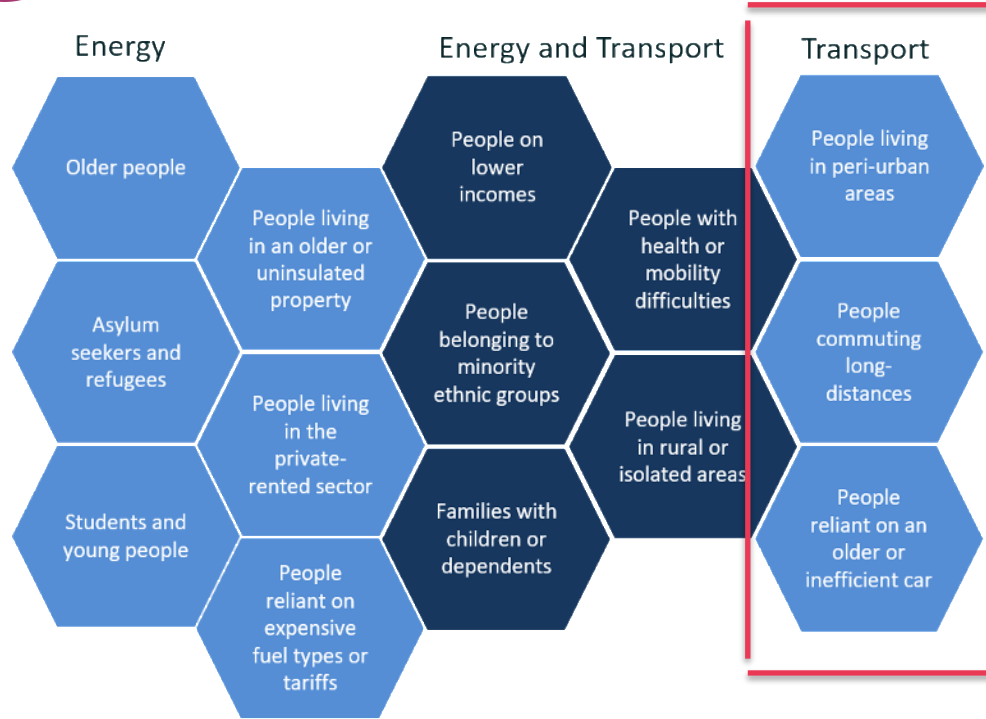 Energy
Energy and Transport
Transport
Older people
Asylum
seekers and
refugees
Students and
young people
People living
in an older or
uninsulated
property
People living
in the
private-
rented sector
People
reliant on
expensive
fuel types or
tariffs
People on
lower
incomes
People
belonging to
minority
ethnic groups
Families with
children or
dependents
People with
health or
mobility
difficulties
People living
in rural or
isolated areas
People living
in peri-urban
areas
People
commuting
long-
distances
People
reliant on an
older or
inefficient car